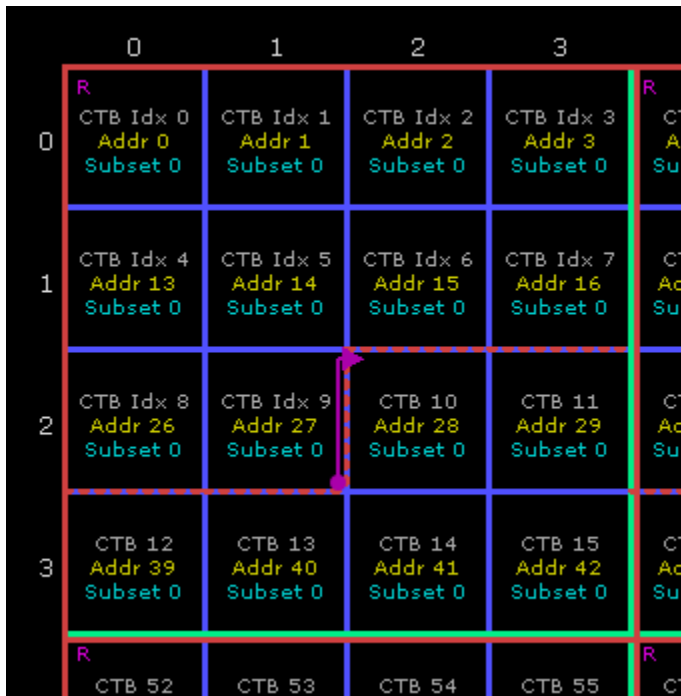 0 1 2 3
R R
0
CTB Idx 0 CTB Idx 1 CTB Idx 2 CTB Idx 3
Addr 0 Addr 1 Addr 2 Addr 3
Subset 0 Subset 0 Subset 0 Subset 0
1
CTB Idx 4 CTB Idx 5 CTB Idx 6 CTB Idx 7
Addr 13 Addr 14 Addr 15 Addr 16
Subset 0 Subset 0 Subset 0 Subset 0
2
CTB Idx 8 CTB Idx 9 CTB 10 CTB 11
Addr 26 Addr 27 Addr 28 Addr 29
Subset 0 Subset 0 Subset 0 Subset 0
3
CTB 12 CTB 13 CTB 14 CTB 15
Addr 39 Addr 40 Addr 41 Addr 42
Subset 0 Subset 0 Subset 0 Subset 0
R R
CTB 52 CTB 53 CTB 54 CTB 55